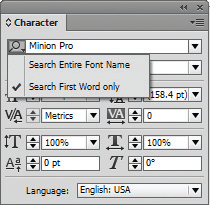 Character
Minion Pro
Search Entire Font Name
Search First Word only
158.4 pt)
Metrics
0
100%
100%
0 pt
0°
Language: English: USA